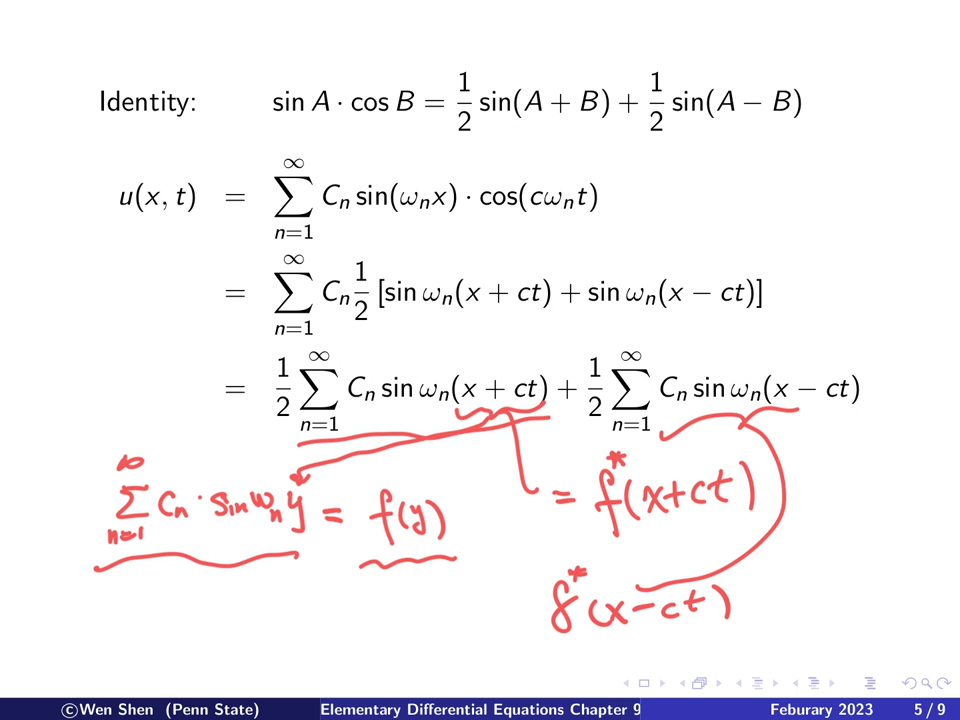 Identity: sin A · cos B = 1/2 sin(A + B) + 1/2 sin(A − B)
u(x, t) = ∑_{n=1}^{∞} C_n sin(ω_n x) · cos(cω_n t)
= ∑_{n=1}^{∞} C_n 1/2 [sin ω_n(x + ct) + sin ω_n(x − ct)]
= 1/2 ∑_{n=1}^{∞} C_n sin ω_n(x + ct) + 1/2 ∑_{n=1}^{∞} C_n sin ω_n(x − ct)
∑_{n=1}^{∞} C_n · sin ω_n y = f(y) = f*(x+ct)
f*(x−ct)
©Wen Shen (Penn State) Elementary Differential Equations Chapter 9 Feburary 2023 5 / 9